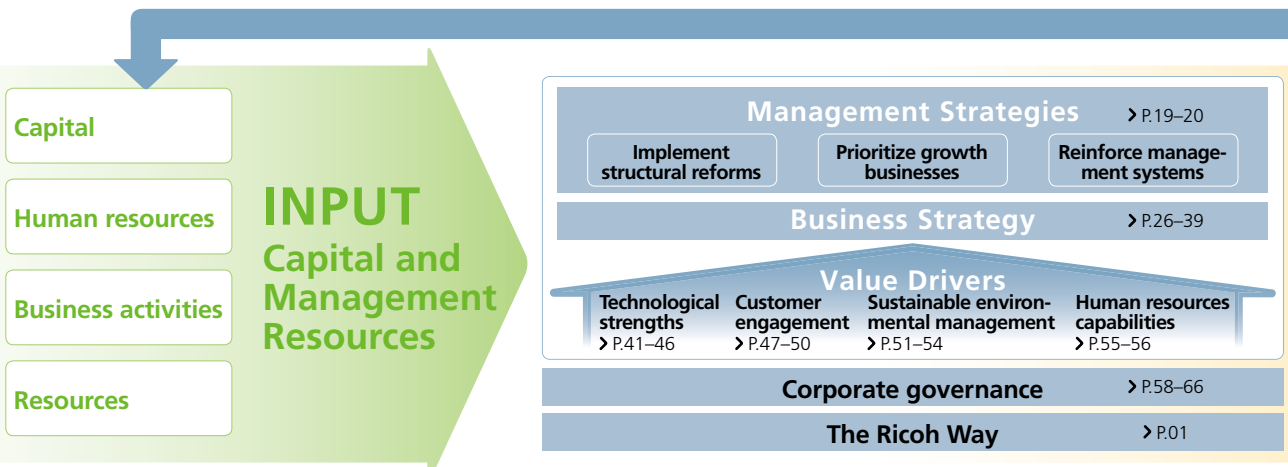 Capital
Human resources
Business activities
Resources
INPUT
Capital and
Management
Resources
Management Strategies > P.19–20
Implement
structural reforms
Prioritize growth
businesses
Reinforce manage-
ment systems
Business Strategy > P.26–39
Value Drivers
Technological
strengths
> P.41–46
Customer
engagement
> P.47–50
Sustainable environ-
mental management
> P.51–54
Human resources
capabilities
> P.55–56
Corporate governance > P.58–66
The Ricoh Way > P.01